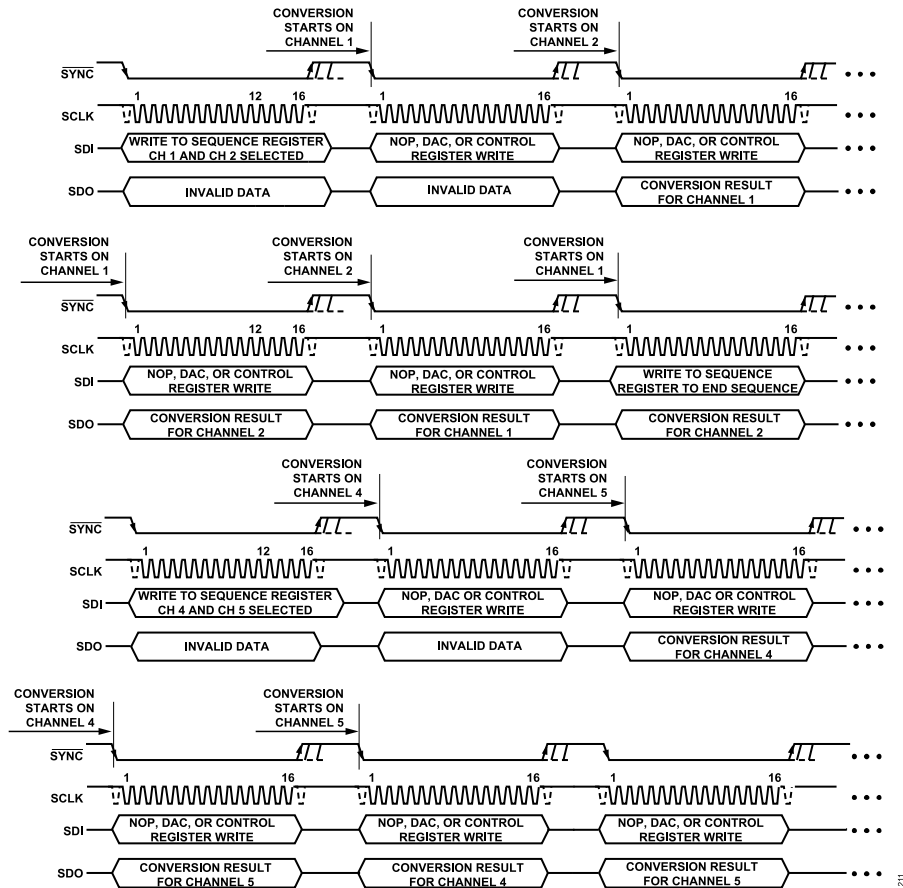 CONVERSION
STARTS ON
CHANNEL 1
CONVERSION
STARTS ON
CHANNEL 2
SYNC
1 12 16 1 16 1 16
SCLK
SDI
WRITE TO SEQUENCE REGISTER
CH 1 AND CH 2 SELECTED
NOP, DAC, OR CONTROL
REGISTER WRITE
NOP, DAC, OR CONTROL
REGISTER WRITE
SDO
INVALID DATA
INVALID DATA
CONVERSION RESULT
FOR CHANNEL 1
CONVERSION
STARTS ON
CHANNEL 1
CONVERSION
STARTS ON
CHANNEL 2
CONVERSION
STARTS ON
CHANNEL 1
SYNC
1 12 16 1 16 1 16
SCLK
SDI
NOP, DAC, OR CONTROL
REGISTER WRITE
NOP, DAC, OR CONTROL
REGISTER WRITE
WRITE TO SEQUENCE
REGISTER TO END SEQUENCE
SDO
CONVERSION RESULT
FOR CHANNEL 2
CONVERSION RESULT
FOR CHANNEL 1
CONVERSION RESULT
FOR CHANNEL 2
CONVERSION
STARTS ON
CHANNEL 4
CONVERSION
STARTS ON
CHANNEL 5
SYNC
1 12 16 1 16 1 16
SCLK
SDI
WRITE TO SEQUENCE REGISTER
CH 4 AND CH 5 SELECTED
NOP, DAC OR CONTROL
REGISTER WRITE
NOP, DAC OR CONTROL
REGISTER WRITE
SDO
INVALID DATA
INVALID DATA
CONVERSION RESULT
FOR CHANNEL 4
CONVERSION
STARTS ON
CHANNEL 4
CONVERSION
STARTS ON
CHANNEL 5
SYNC
1 16 1 16 1 16
SCLK
SDI
NOP, DAC, OR CONTROL
REGISTER WRITE
NOP, DAC, OR CONTROL
REGISTER WRITE
NOP, DAC, OR CONTROL
REGISTER WRITE
SDO
CONVERSION RESULT
FOR CHANNEL 5
CONVERSION RESULT
FOR CHANNEL 4
CONVERSION RESULT
FOR CHANNEL 5
211